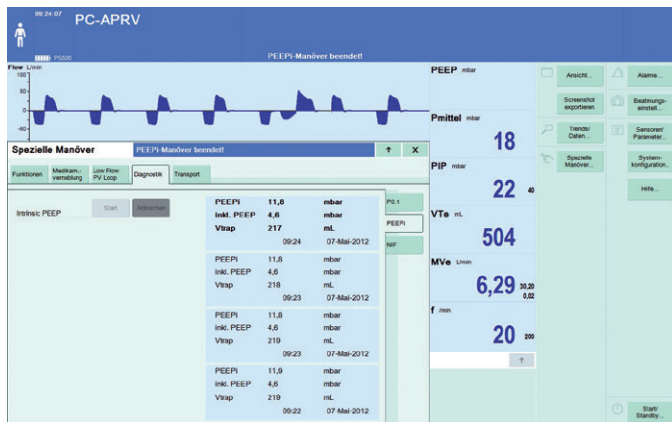 09:24:07
PC-APRV
PS500
PEEPi-Manöver beendet!
Flow L/min
180
60
0
-60
Spezielle Manöver
PEEPi-Manöver beendet!
↑ X
Funktionen
Medikam.-
verneblung
Low Flow
PV Loop
Diagnostik
Transport
Intrinsic PEEP
Start
Abbrechen
PEEPi 11,8 mbar
inkl. PEEP 4,6 mbar
Vtrap 217 mL
09:24 07-Mai-2012
PEEPi 11,8 mbar
inkl. PEEP 4,6 mbar
Vtrap 218 mL
09:23 07-Mai-2012
PEEPi 11,8 mbar
inkl. PEEP 4,6 mbar
Vtrap 219 mL
09:23 07-Mai-2012
PEEPi 11,9 mbar
inkl. PEEP 4,6 mbar
Vtrap 219 mL
09:22 07-Mai-2012
P0.1
PEEPi
NIF
PEEP mbar
Pmittel mbar
18
PIP mbar
22 40
VTe mL
504
MVe L/min
6,29 30,20
0,02
f /min
20 200
↑
Ansicht...
Screenshot
exportieren
Trends/
Daten...
Spezielle
Manöver...
Alarme...
Beatmungs-
einstell...
Sensoren/
Parameter...
System-
konfiguration..
Hilfe...
Start/
Standby...